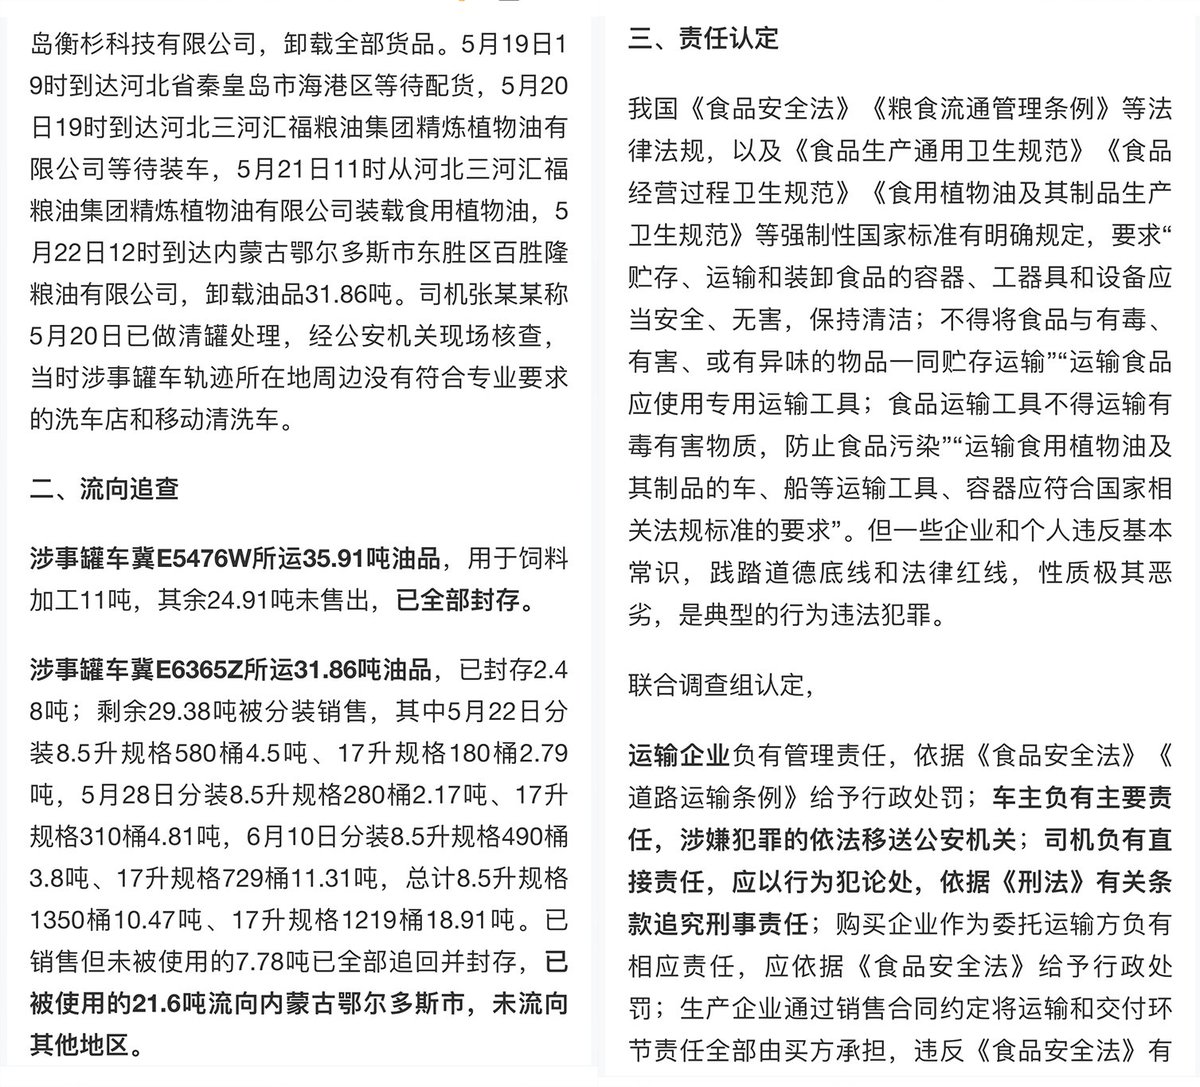 岛衡杉科技有限公司，卸载全部货品。5月19日1
9时到达河北省秦皇岛市海港区等待配货，5月20
日19时到达河北三河汇福粮油集团精炼植物油有
限公司等待装车，5月21日11时从河北三河汇福
粮油集团精炼植物油有限公司装载食用植物油，5
月22日12时到达内蒙古鄂尔多斯市东胜区百胜隆
粮油有限公司，卸载油品31.86吨。司机张某某称
5月20日已做清罐处理，经公安机关现场核查，
当时涉事罐车轨迹所在地周边没有符合专业要求
的洗车店和移动清洗车。
二、流向追查
涉事罐车冀E5476W所运35.91吨油品，用于饲料
加工11吨，其余24.91吨未售出，已全部封存。
涉事罐车冀E6365Z所运31.86吨油品，已封存2.4
8吨；剩余29.38吨被分装销售，其中5月22日分
装8.5升规格580桶4.5吨、17升规格180桶2.79
吨，5月28日分装8.5升规格280桶2.17吨、17升
规格310桶4.81吨，6月10日分装8.5升规格490桶
3.8吨、17升规格729桶11.31吨，总计8.5升规格
1350桶10.47吨、17升规格1219桶18.91吨。已
销售但未被使用的7.78吨已全部追回并封存，已
被使用的21.6吨流向内蒙古鄂尔多斯市，未流向
其他地区。
三、责任认定
我国《食品安全法》《粮食流通管理条例》等法
律法规，以及《食品生产通用卫生规范》《食品
经营过程卫生规范》《食用植物油及其制品生产
卫生规范》等强制性国家标准有明确规定，要求“
贮存、运输和装卸食品的容器、工器具和设备应
当安全、无害，保持清洁；不得将食品与有毒、
有害、或有异味的物品一同贮存运输”“运输食品
应使用专用运输工具；食品运输工具不得运输有
毒有害物质，防止食品污染”“运输食用植物油及
其制品的车、船等运输工具、容器应符合国家相
关法规标准的要求”。但一些企业和个人违反基本
常识，践踏道德底线和法律红线，性质极其恶
劣，是典型的行为违法犯罪。
联合调查组认定，
运输企业负有管理责任，依据《食品安全法》《
道路运输条例》给予行政处罚；车主负有主要责
任，涉嫌犯罪的依法移送公安机关；司机负有直
接责任，应以行为犯论处，依据《刑法》有关条
款追究刑事责任；购买企业作为委托运输方负有
相应责任，应依据《食品安全法》给予行政处
罚；生产企业通过销售合同约定将运输和交付环
节责任全部由买方承担，违反《食品安全法》有